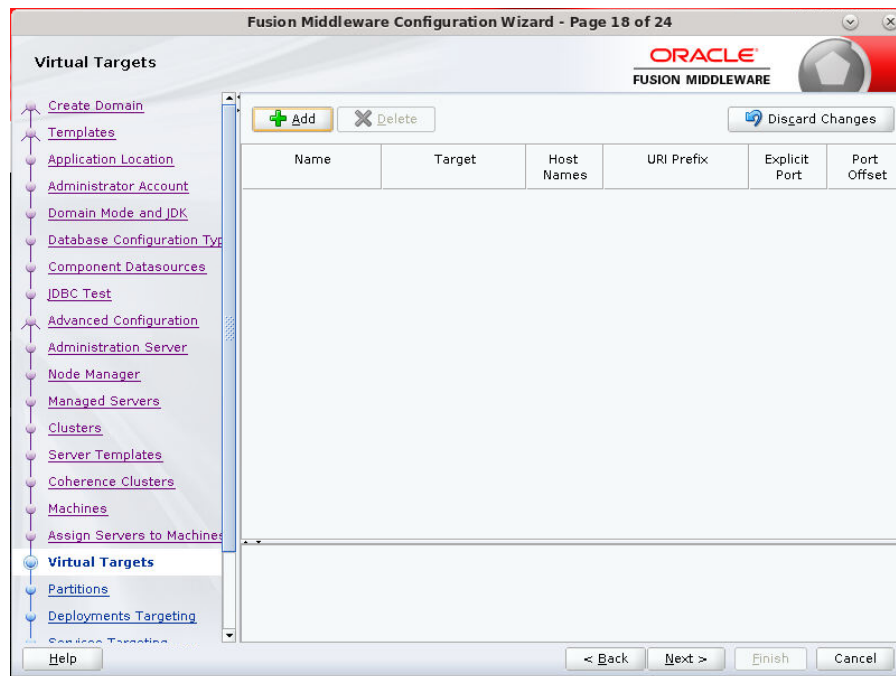 Fusion Middleware Configuration Wizard - Page 18 of 24
Virtual Targets
ORACLE
FUSION MIDDLEWARE
Create Domain
Templates
Application Location
Administrator Account
Domain Mode and JDK
Database Configuration Typ
Component Datasources
JDBC Test
Advanced Configuration
Administration Server
Node Manager
Managed Servers
Clusters
Server Templates
Coherence Clusters
Machines
Assign Servers to Machines
Virtual Targets
Partitions
Deployments Targeting
Services Targeting
Add
Delete
Discard Changes
Name
Target
Host
Names
URI Prefix
Explicit
Port
Port
Offset
Help
< Back
Next >
Finish
Cancel